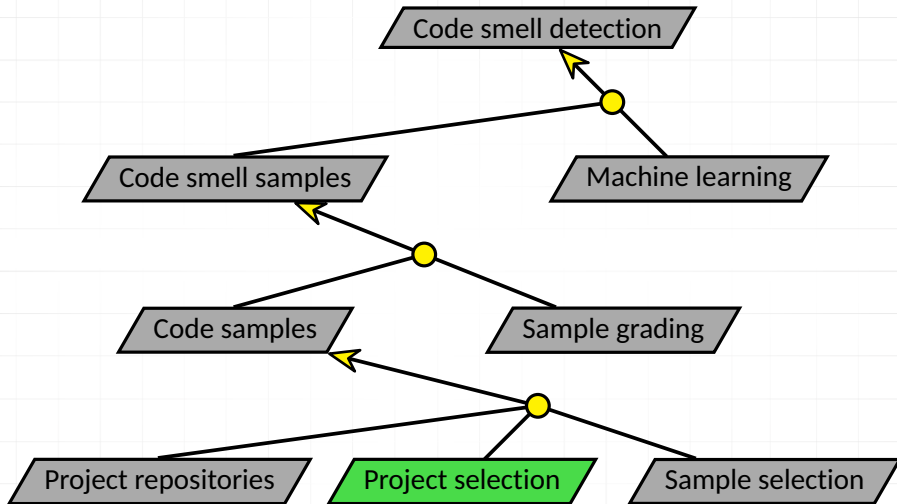 Code smell detection
Code smell samples
Machine learning
Code samples
Sample grading
Project repositories
Project selection
Sample selection